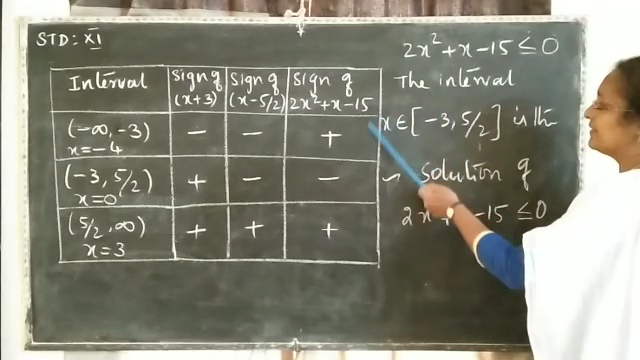 STD: XI
2x² + x - 15 ≤ 0
Interval | Sign of (x+3) | Sign of (x-5/2) | Sign of 2x²+x-15
(-∞, -3) x=-4 | - | - | +
(-3, 5/2) x=0 | + | - | -
(5/2, ∞) x=3 | + | + | +
The interval
x ∈ [-3, 5/2] is the
solution of
2x² + x - 15 ≤ 0